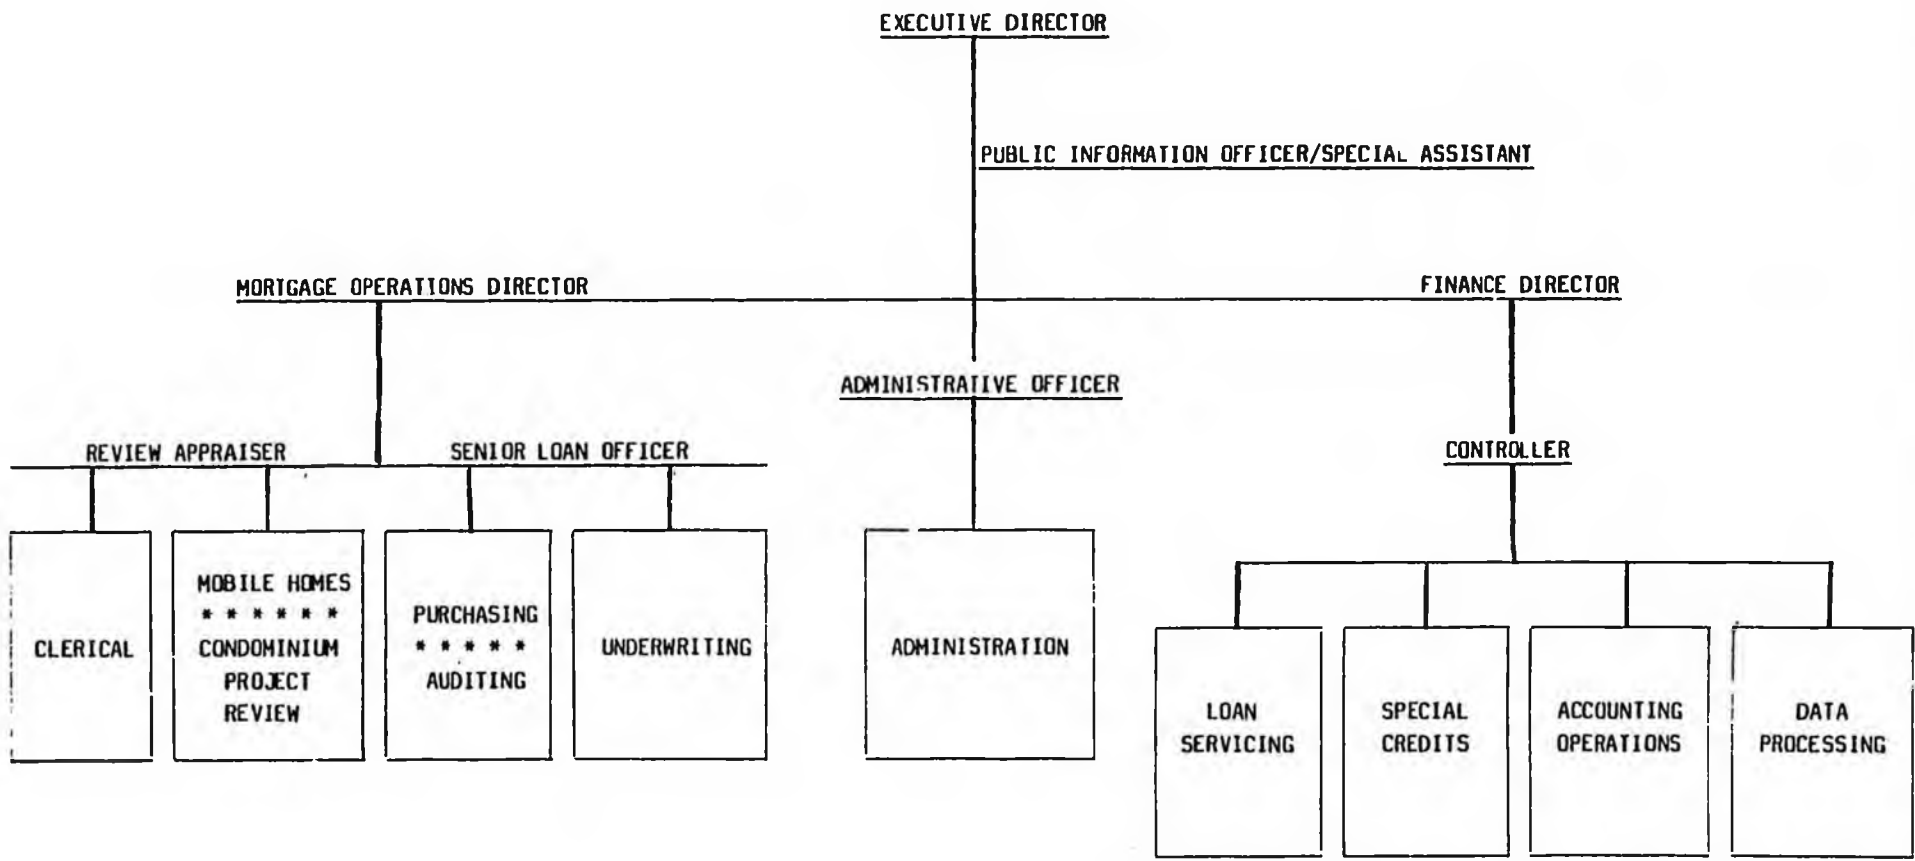 EXECUTIVE DIRECTOR
PUBLIC INFORMATION OFFICER/SPECIAL ASSISTANT
MORTGAGE OPERATIONS DIRECTOR
FINANCE DIRECTOR
ADMINISTRATIVE OFFICER
REVIEW APPRAISER
SENIOR LOAN OFFICER
CONTROLLER
CLERICAL
MOBILE HOMES
* * * * * *
CONDOMINIUM
PROJECT
REVIEW
PURCHASING
* * * * *
AUDITING
UNDERWRITING
ADMINISTRATION
LOAN
SERVICING
SPECIAL
CREDITS
ACCOUNTING
OPERATIONS
DATA
PROCESSING